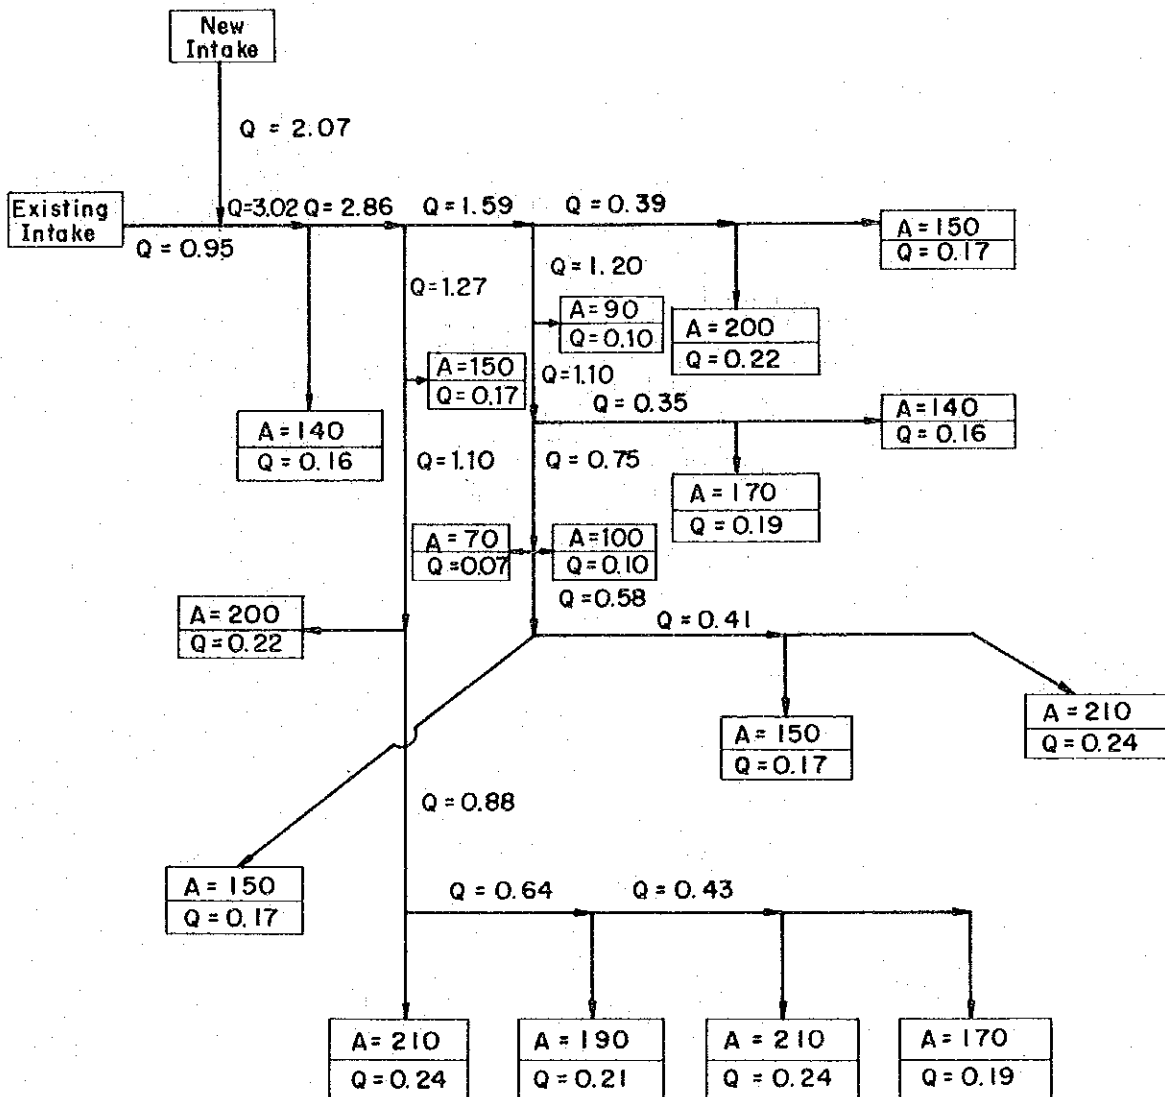 New
Intake
Q = 2.07
Existing
Intake
Q = 0.95
Q=3.02 Q = 2.86 Q = 1.59 Q = 0.39
A = 150
Q = 0.17
Q=1.27
Q=1.20
A = 90
Q = 0.10
A = 200
Q = 0.22
A=150
Q = 0.17
Q=1.10
Q = 0.35
A = 140
Q = 0.16
A = 140
Q = 0.16
Q=1.10
Q = 0.75
A = 170
Q = 0.19
A = 70
Q=0.07
A=100
Q = 0.10
Q=0.58
A = 200
Q = 0.22
Q = 0.41
A = 150
Q = 0.17
A = 210
Q = 0.24
Q = 0.88
A = 150
Q = 0.17
Q = 0.64 Q = 0.43
A = 210
Q = 0.24
A = 190
Q = 0.21
A = 210
Q = 0.24
A = 170
Q = 0.19